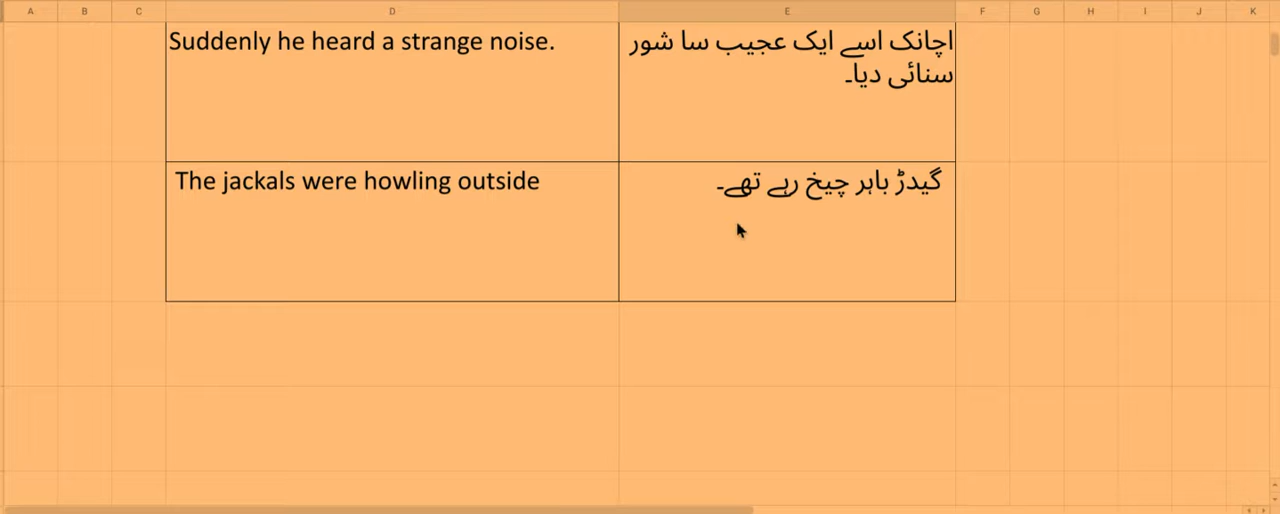 A B C D E F G H I J K
Suddenly he heard a strange noise.
اچانک اسے ایک عجیب سا شور
سنائی دیا۔
The jackals were howling outside
گیدڑ باہر چیخ رہے تھے۔